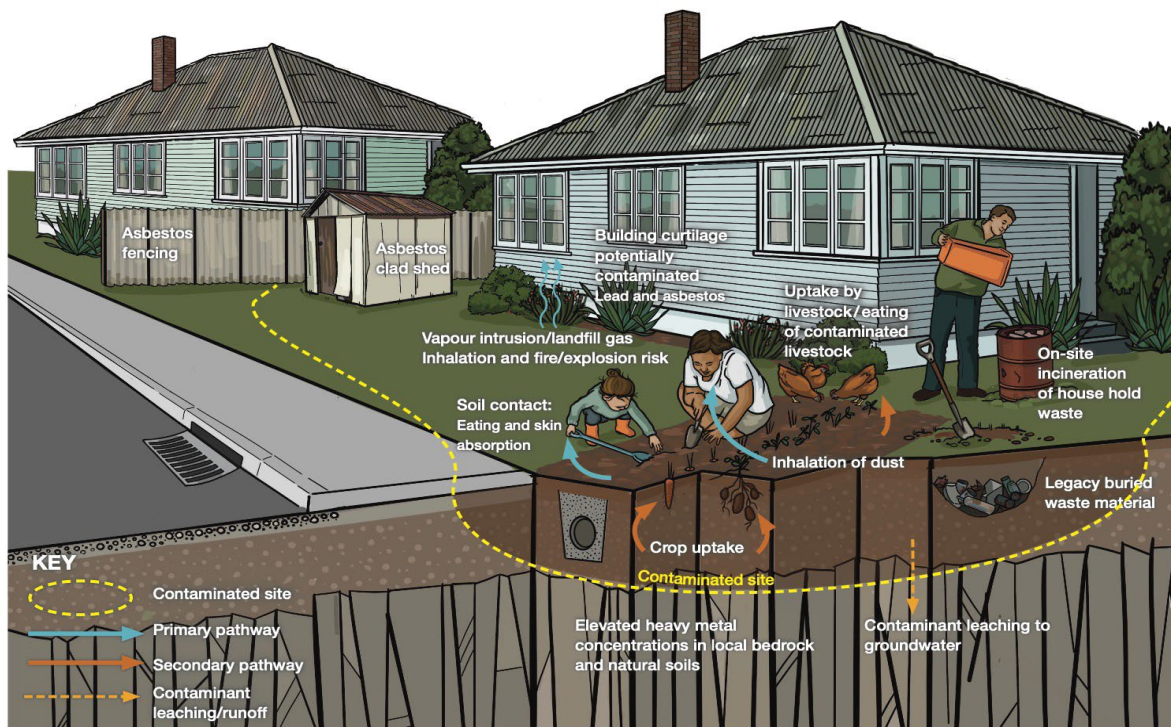 Asbestos
fencing
Asbestos
clad shed
Building curtilage
potentially
contaminated
Lead and asbestos
Uptake by
livestock/eating
of contaminated
livestock
Vapour intrusion/landfill gas
Inhalation and fire/explosion risk
On-site
incineration
of house hold
waste
Soil contact:
Eating and skin
absorption
Inhalation of dust
Legacy buried
waste material
Crop uptake
Contaminated site
Elevated heavy metal
concentrations in local bedrock
and natural soils
Contaminant leaching to
groundwater
KEY
Contaminated site
Primary pathway
Secondary pathway
Contaminant
leaching/runoff